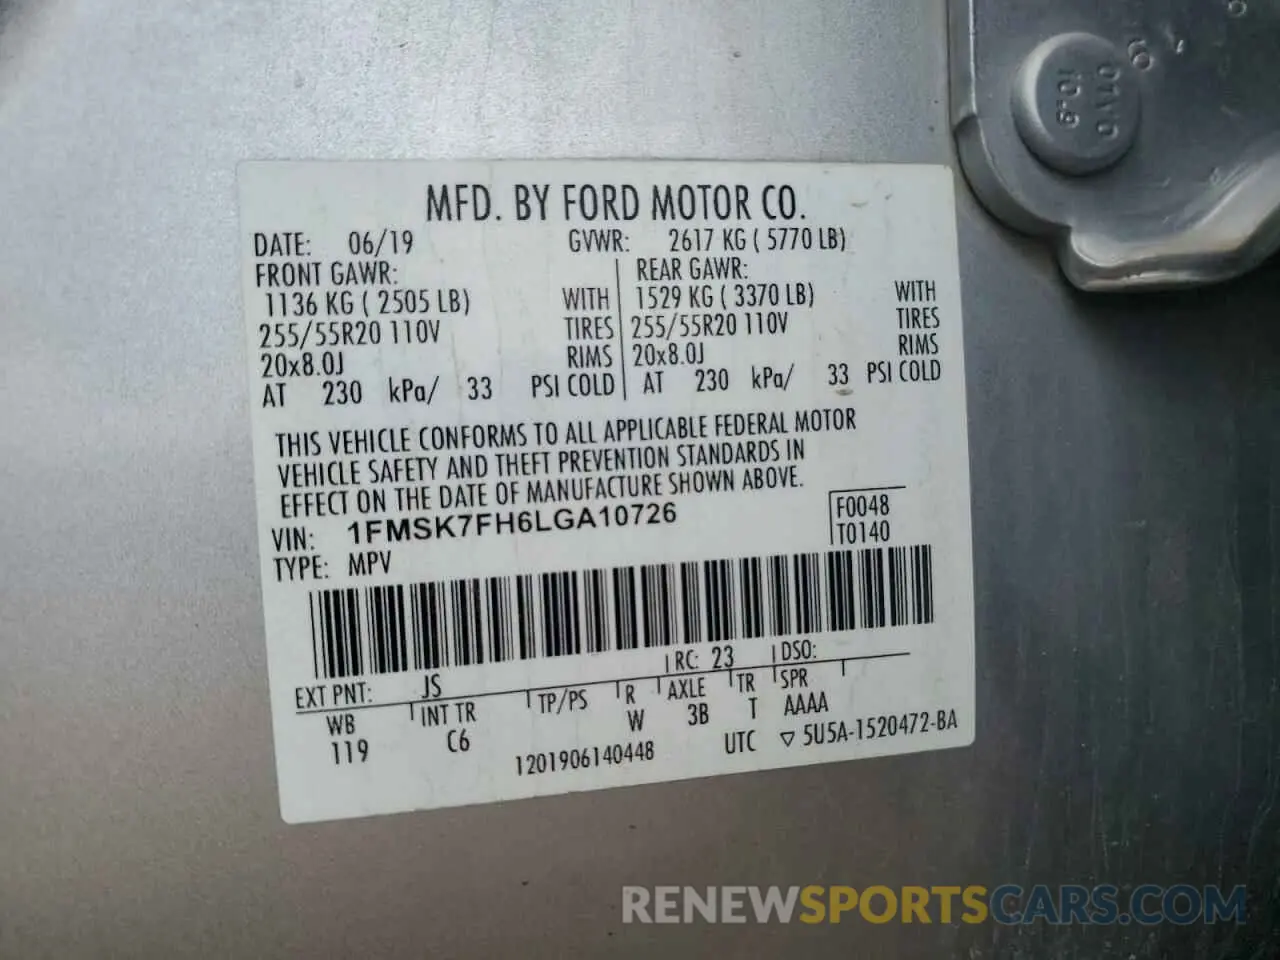 MFD. BY FORD MOTOR CO.
DATE: 06/19 GVWR: 2617 KG ( 5770 LB)
FRONT GAWR: REAR GAWR:
1136 KG ( 2505 LB) WITH 1529 KG ( 3370 LB) WITH
255/55R20 110V TIRES 255/55R20 110V TIRES
20x8.0J RIMS 20x8.0J RIMS
AT 230 kPa/ 33 PSI COLD AT 230 kPa/ 33 PSI COLD
THIS VEHICLE CONFORMS TO ALL APPLICABLE FEDERAL MOTOR
VEHICLE SAFETY AND THEFT PREVENTION STANDARDS IN
EFFECT ON THE DATE OF MANUFACTURE SHOWN ABOVE.
VIN: 1FMSK7FH6LGA10726 F0048
TYPE: MPV T0140
RC: 23 DSO:
EXT PNT: JS
WB INT TR TP/PS R AXLE TR SPR
119 C6 W 3B T AAAA
1201906140448 UTC ▽ 5U5A-1520472-BA
10.9
RENEWSPORTSCARS.COM